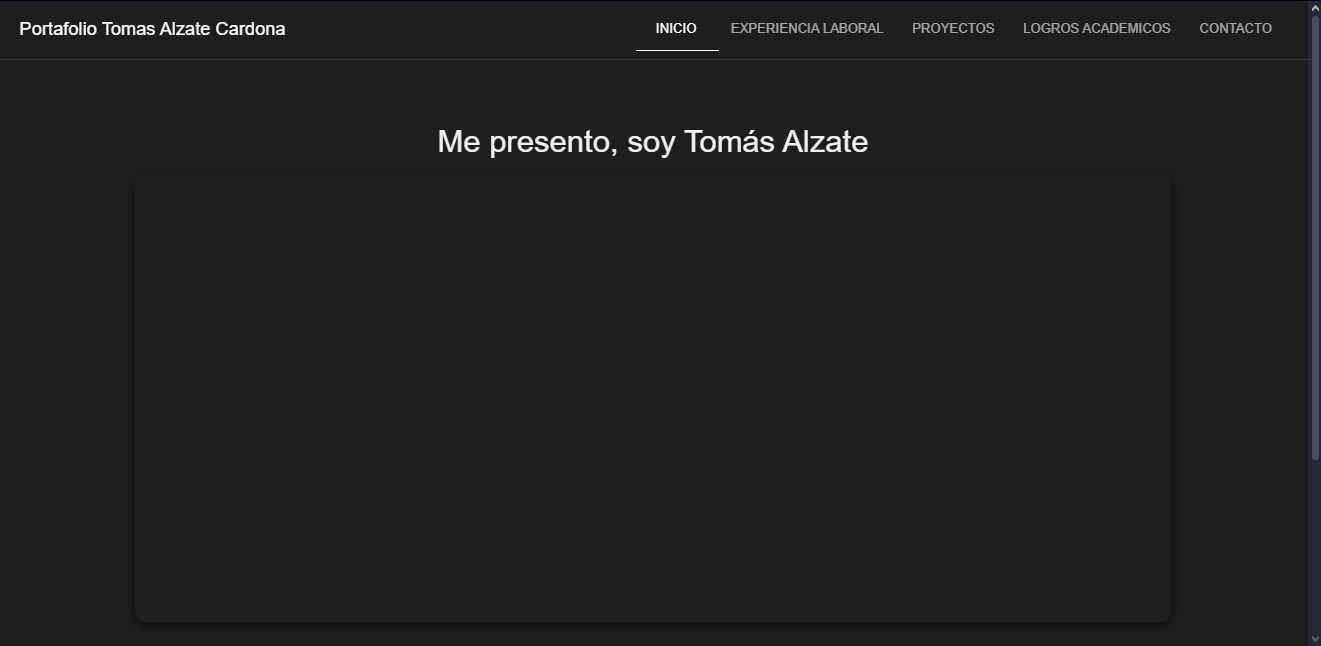 Portafolio Tomas Alzate Cardona
INICIO EXPERIENCIA LABORAL PROYECTOS LOGROS ACADEMICOS CONTACTO
Me presento, soy Tomás Alzate